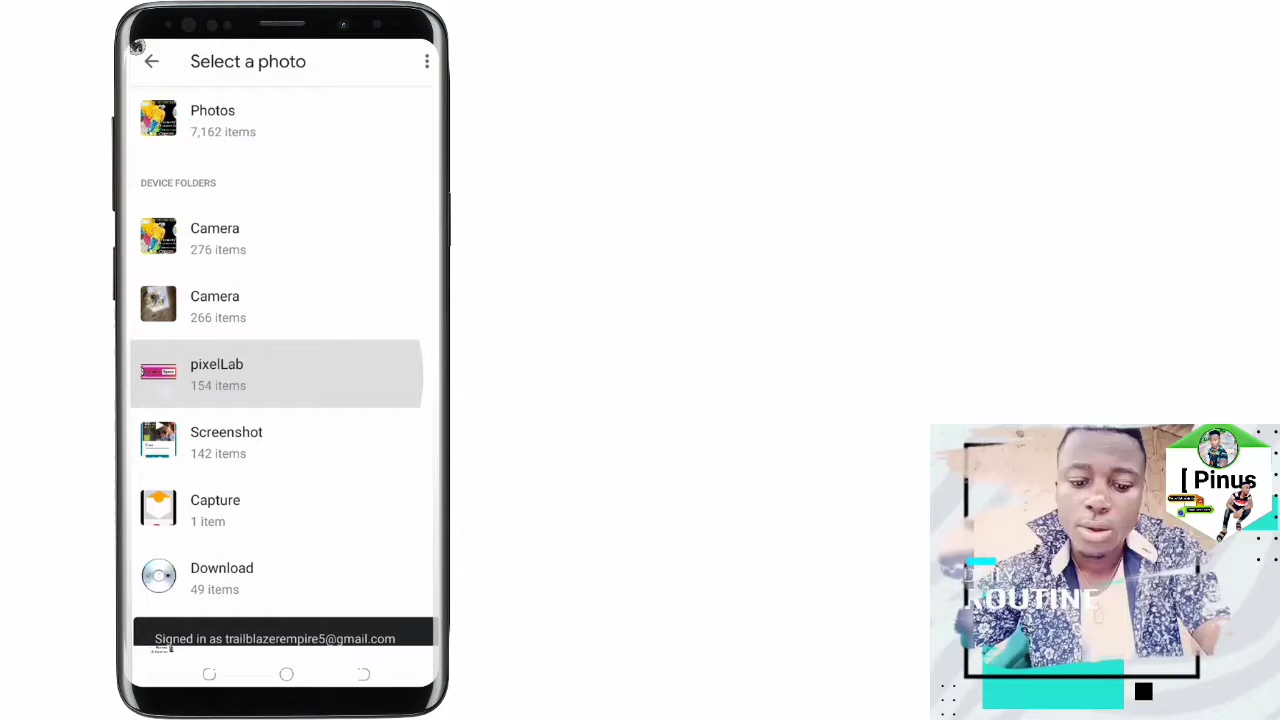 Select a photo
Photos
7,162 items
DEVICE FOLDERS
Camera
276 items
Camera
266 items
pixelLab
154 items
Screenshot
142 items
Capture
1 item
Download
49 items
Signed in as trailblazerempire5@gmail.com
[ Pinus
ROUTINE